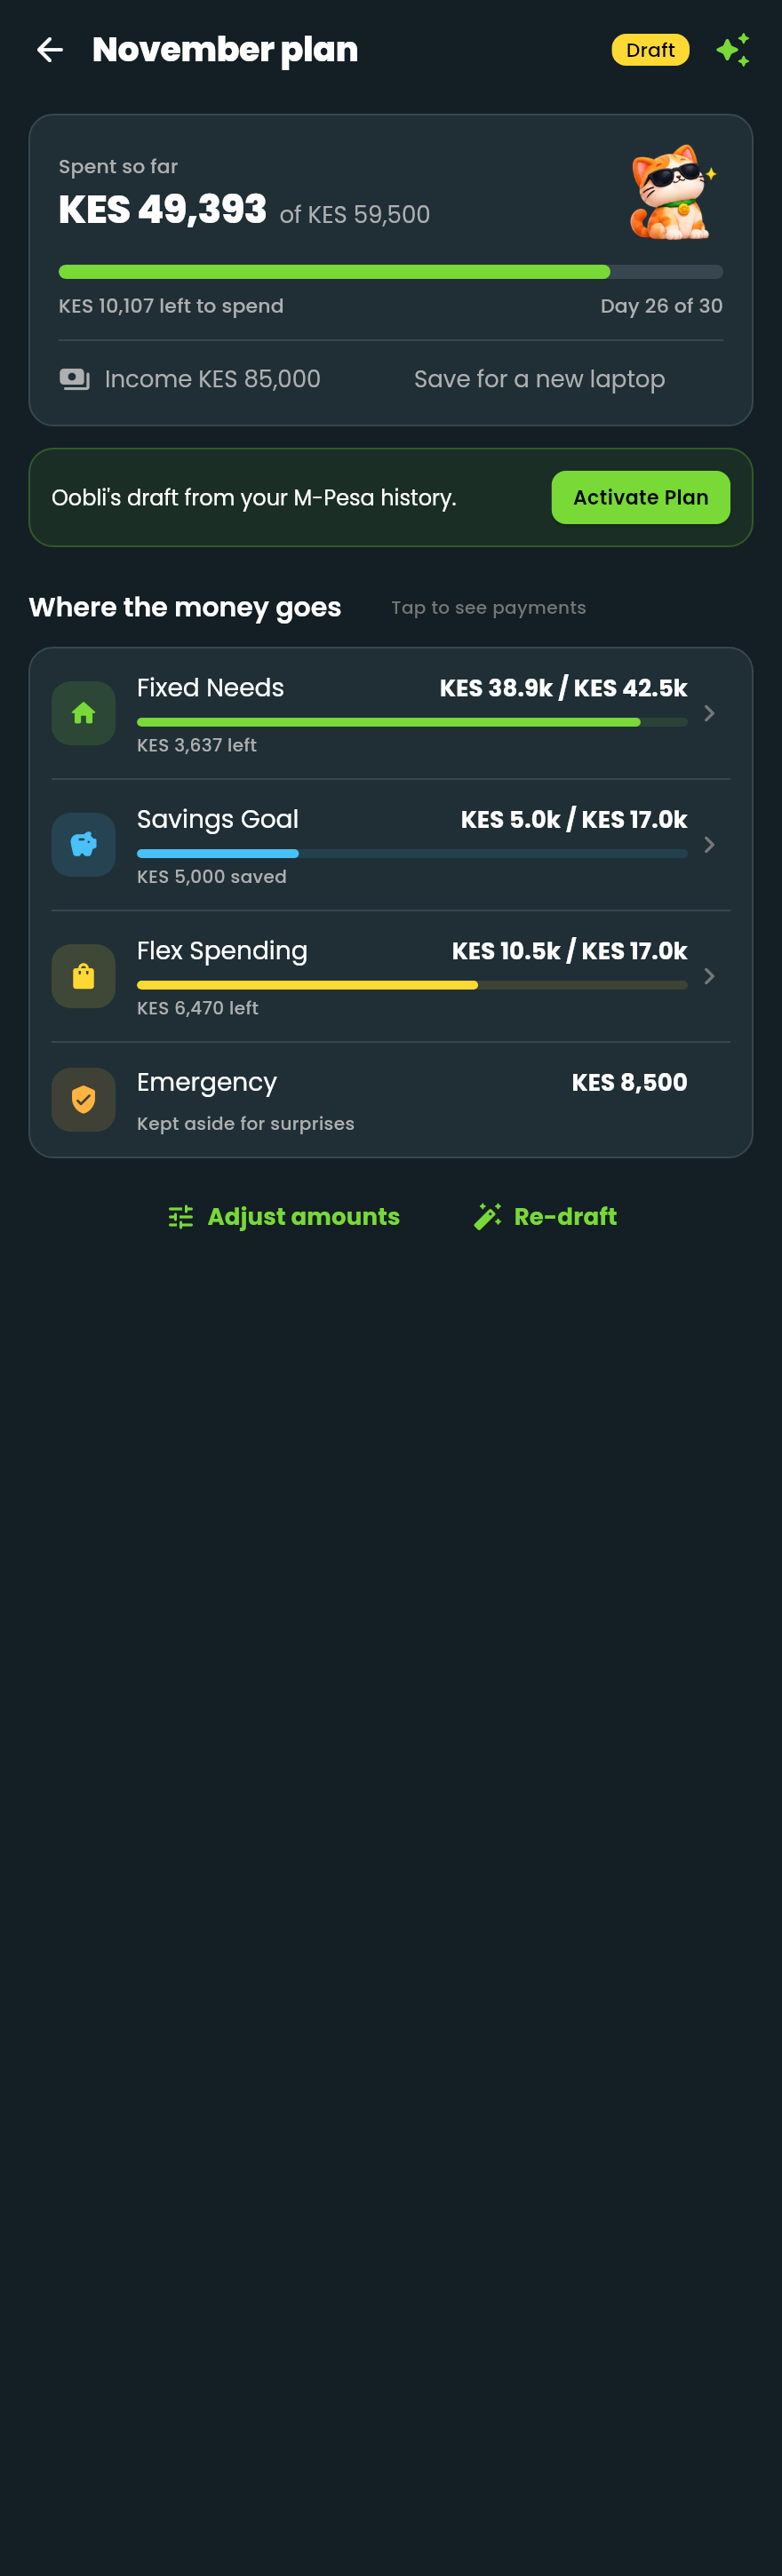 November plan
Draft
Spent so far
KES 49,393 of KES 59,500
KES 10,107 left to spend
Day 26 of 30
Income KES 85,000
Save for a new laptop
Oobli's draft from your M-Pesa history.
Activate Plan
Where the money goes
Tap to see payments
Fixed Needs
KES 38.9k / KES 42.5k
KES 3,637 left
Savings Goal
KES 5.0k / KES 17.0k
KES 5,000 saved
Flex Spending
KES 10.5k / KES 17.0k
KES 6,470 left
Emergency
KES 8,500
Kept aside for surprises
Adjust amounts
Re-draft